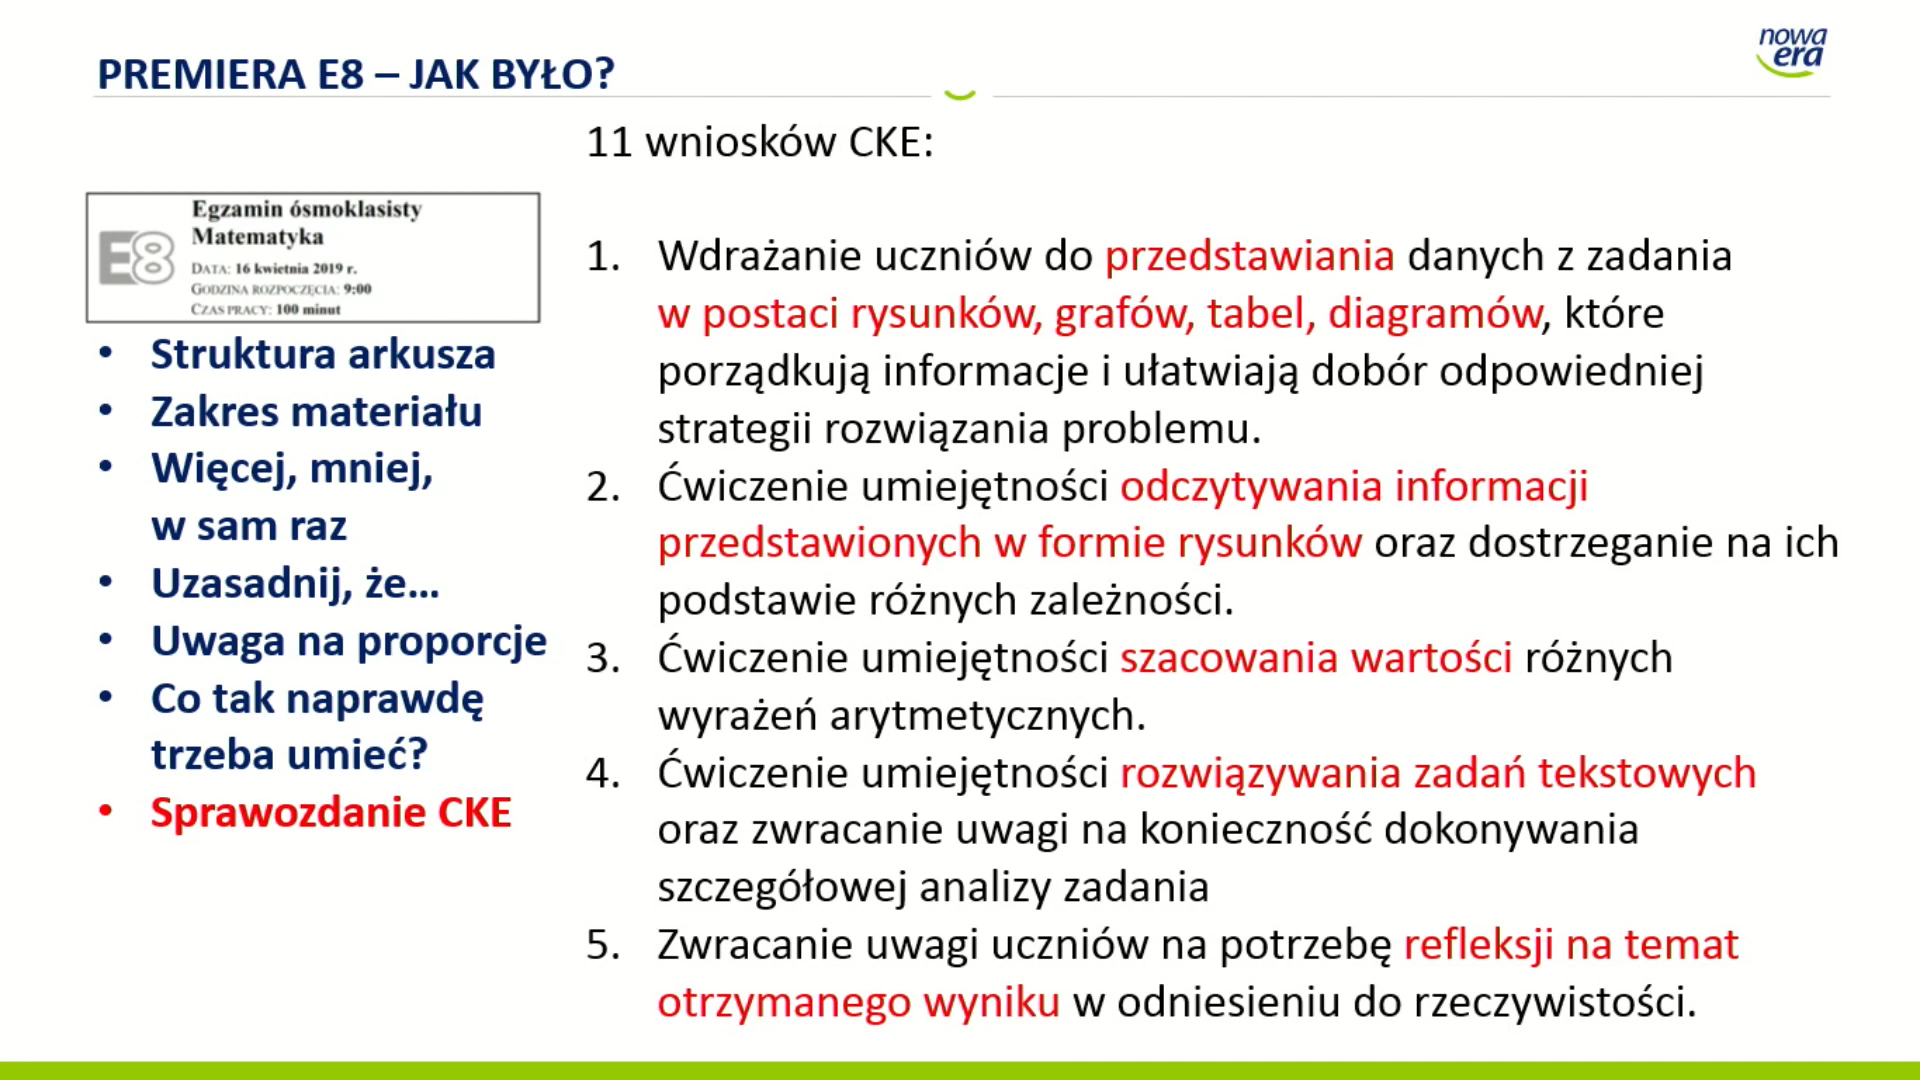 PREMIERA E8 – JAK BYŁO?
nowa
era
11 wniosków CKE:
E8
Egzamin ósmoklasisty
Matematyka
DATA: 16 kwietnia 2019 r.
GODZINA ROZPOCZĘCIA: 9:00
CZAS PRACY: 100 minut
• Struktura arkusza
• Zakres materiału
• Więcej, mniej,
w sam raz
• Uzasadnij, że...
• Uwaga na proporcje
• Co tak naprawdę
trzeba umieć?
• Sprawozdanie CKE
1. Wdrażanie uczniów do przedstawiania danych z zadania
w postaci rysunków, grafów, tabel, diagramów, które
porządkują informacje i ułatwiają dobór odpowiedniej
strategii rozwiązania problemu.
2. Ćwiczenie umiejętności odczytywania informacji
przedstawionych w formie rysunków oraz dostrzeganie na ich
podstawie różnych zależności.
3. Ćwiczenie umiejętności szacowania wartości różnych
wyrażeń arytmetycznych.
4. Ćwiczenie umiejętności rozwiązywania zadań tekstowych
oraz zwracanie uwagi na konieczność dokonywania
szczegółowej analizy zadania
5. Zwracanie uwagi uczniów na potrzebę refleksji na temat
otrzymanego wyniku w odniesieniu do rzeczywistości.